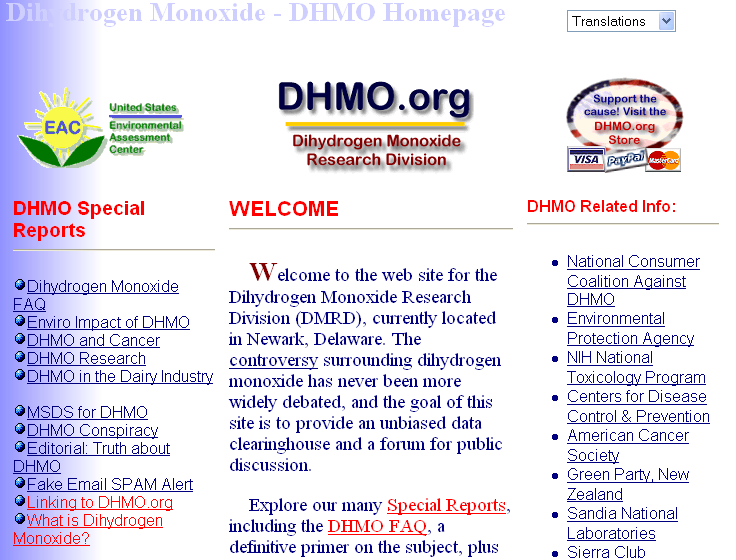 Dihydrogen Monoxide - DHMO Homepage
Translations
EAC
United States
Environmental
Assessment
Center
DHMO.org
Dihydrogen Monoxide
Research Division
Support the
cause! Visit the
DHMO.org
Store
VISA PayPal MasterCard
DHMO Special
Reports
Dihydrogen Monoxide
FAQ
Enviro Impact of DHMO
DHMO and Cancer
DHMO Research
DHMO in the Dairy Industry
MSDS for DHMO
DHMO Conspiracy
Editorial: Truth about
DHMO
Fake Email SPAM Alert
Linking to DHMO.org
What is Dihydrogen
Monoxide?
WELCOME
Welcome to the web site for the
Dihydrogen Monoxide Research
Division (DMRD), currently located
in Newark, Delaware. The
controversy surrounding dihydrogen
monoxide has never been more
widely debated, and the goal of this
site is to provide an unbiased data
clearinghouse and a forum for public
discussion.
Explore our many Special Reports,
including the DHMO FAQ, a
definitive primer on the subject, plus
DHMO Related Info:
National Consumer
Coalition Against
DHMO
Environmental
Protection Agency
NIH National
Toxicology Program
Centers for Disease
Control & Prevention
American Cancer
Society
Green Party, New
Zealand
Sandia National
Laboratories
Sierra Club